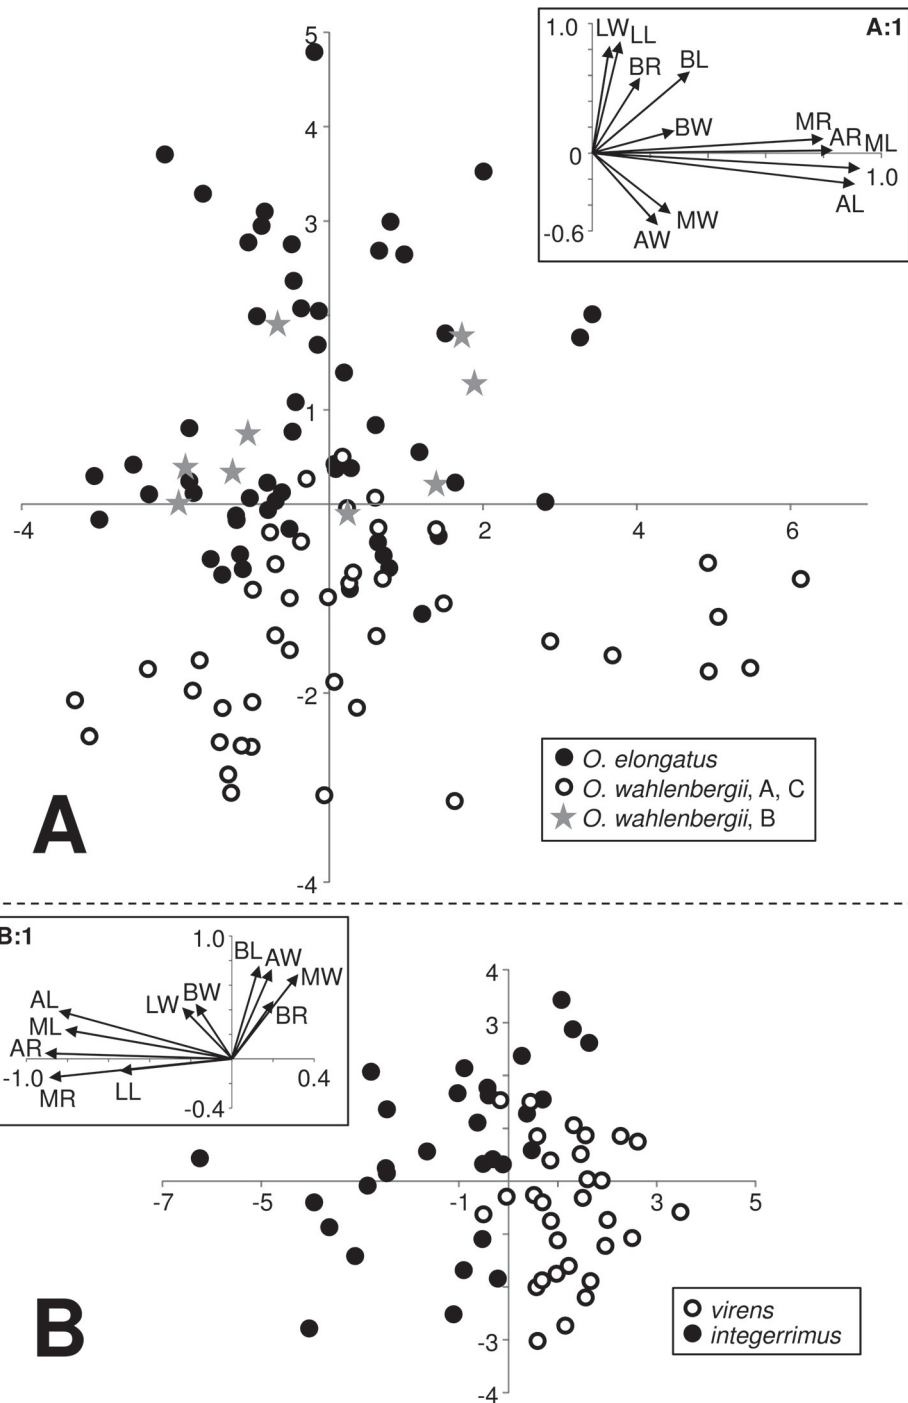 5
4
3
1
-4
2
4
6
-2
-4
1.0
LW
LL
A:1
BR
BL
BW
MR
AR
ML
0
1.0
AL
MW
-0.6
AW
O. elongatus
O. wahlenbergii, A, C
O. wahlenbergii, B
A
B:1
1.0
BL
AW
MW
AL
LW
BW
ML
BR
AR
-1.0
0.4
MR
LL
-0.4
4
3
-7
-5
-1
3
5
-3
-4
virens
integerrimus
B